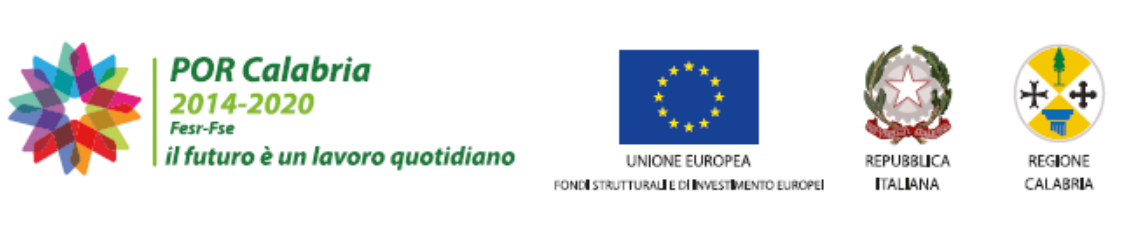 POR Calabria
2014-2020
Fesr-Fse
il futuro è un lavoro quotidiano
UNIONE EUROPEA
FONDI STRUTTURALI E DI INVESTIMENTO EUROPEI
REPUBBLICA
ITALIANA
REGIONE
CALABRIA